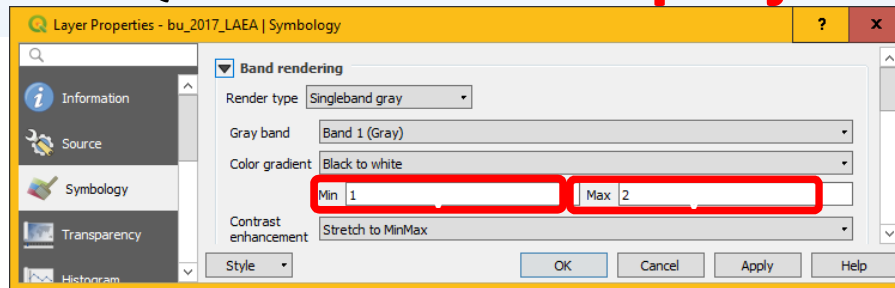 Layer Properties - bu_2017_LAEA | Symbology ? x
Information
Source
Symbology
Transparency
Histogram
Band rendering
Render type Singleband gray
Gray band Band 1 (Gray)
Color gradient Black to white
Min 1 Max 2
Contrast
enhancement Stretch to MinMax
Style OK Cancel Apply Help